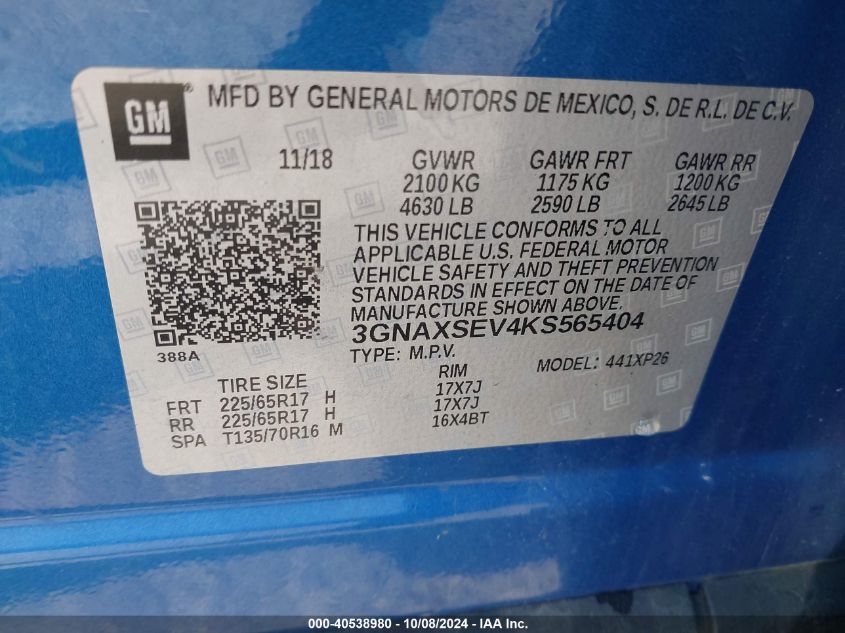 GM
MFD BY GENERAL MOTORS DE MEXICO, S. DE R.L. DE C.V.
11/18 GVWR GAWR FRT GAWR RR
2100 KG 1175 KG 1200 KG
4630 LB 2590 LB 2645 LB
THIS VEHICLE CONFORMS TO ALL
APPLICABLE U.S. FEDERAL MOTOR
VEHICLE SAFETY AND THEFT PREVENTION
STANDARDS IN EFFECT ON THE DATE OF
MANUFACTURE SHOWN ABOVE.
3GNAXSEV4KS565404
388A
TYPE: M.P.V. MODEL: 441XP26
TIRE SIZE RIM
FRT 225/65R17 H 17X7J
RR 225/65R17 H 17X7J
SPA T135/70R16 M 16X4BT
000-40538980 - 10/08/2024 - IAA Inc.